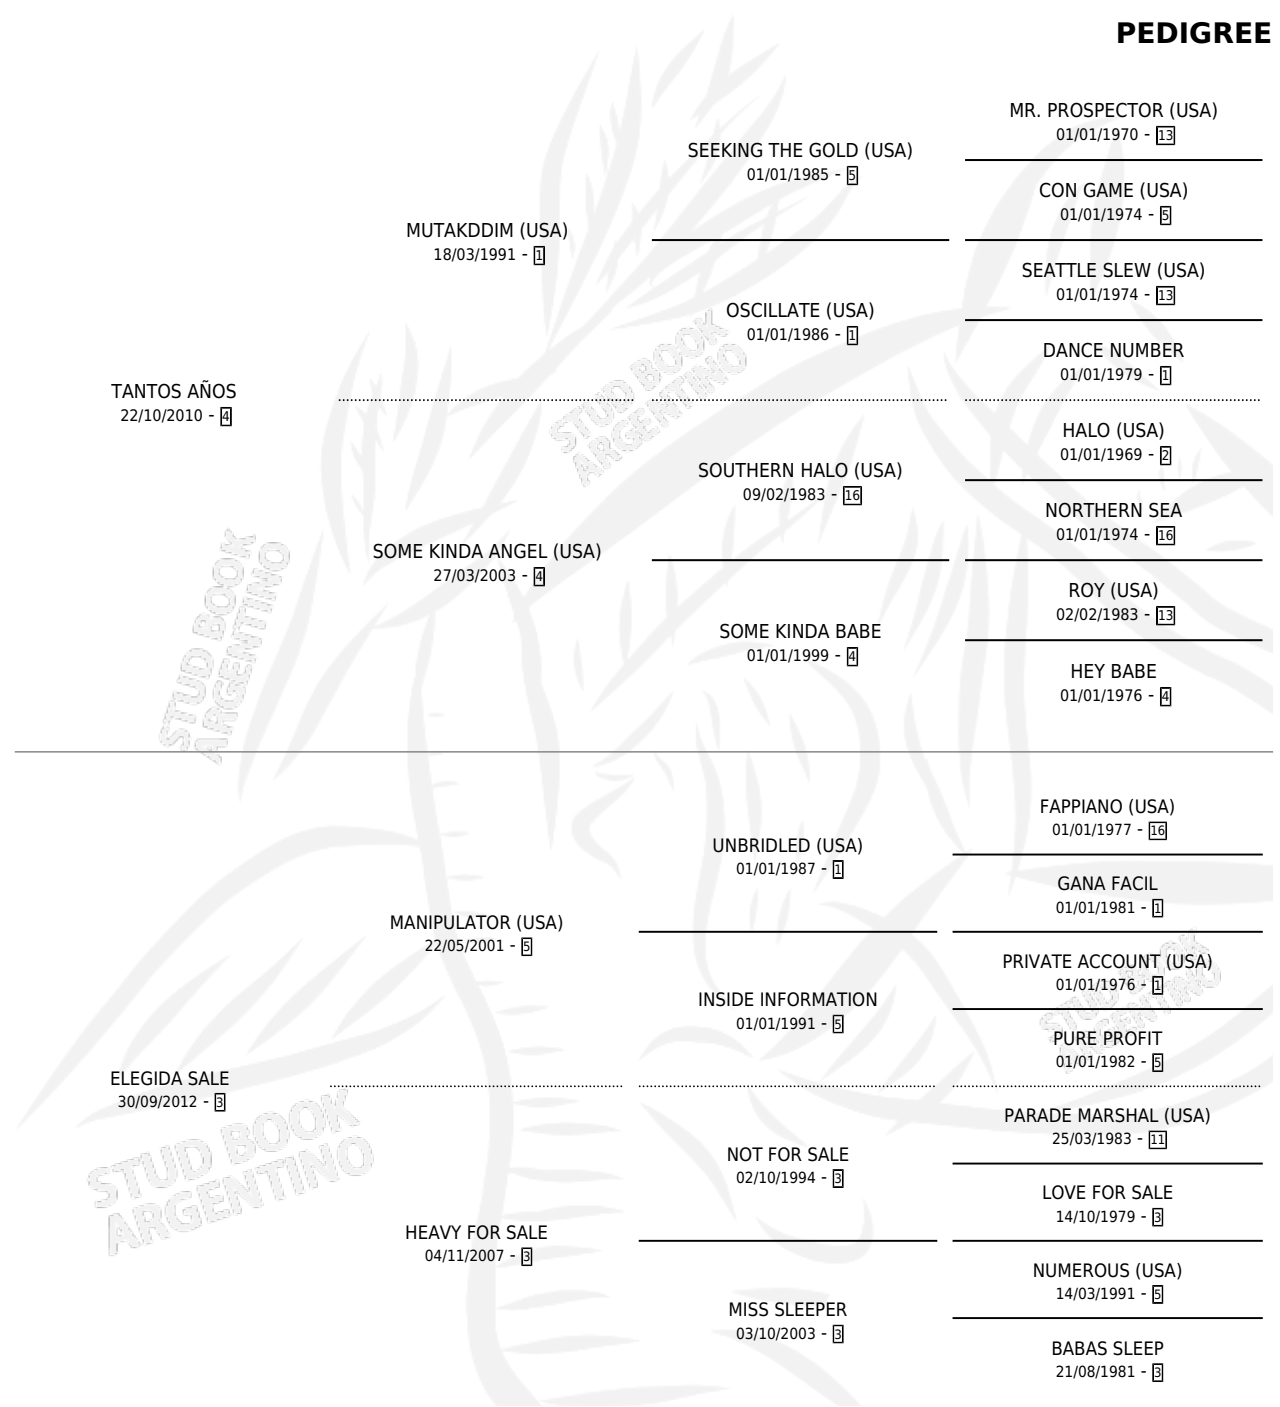 PEDIGREE
MR. PROSPECTOR (USA)
01/01/1970 - 13
SEEKING THE GOLD (USA)
01/01/1985 - 5
CON GAME (USA)
01/01/1974 - 5
MUTAKDDIM (USA)
18/03/1991 - 1
SEATTLE SLEW (USA)
01/01/1974 - 13
OSCILLATE (USA)
01/01/1986 - 1
DANCE NUMBER
01/01/1979 - 1
TANTOS AÑOS
22/10/2010 - 4
HALO (USA)
01/01/1969 - 2
SOUTHERN HALO (USA)
09/02/1983 - 16
NORTHERN SEA
01/01/1974 - 16
SOME KINDA ANGEL (USA)
27/03/2003 - 4
ROY (USA)
02/02/1983 - 13
SOME KINDA BABE
01/01/1999 - 4
HEY BABE
01/01/1976 - 4
STUD BOOK
ARGENTINO
STUD BOOK
ARGENTINO
FAPPIANO (USA)
01/01/1977 - 16
UNBRIDLED (USA)
01/01/1987 - 1
GANA FACIL
01/01/1981 - 1
MANIPULATOR (USA)
22/05/2001 - 5
PRIVATE ACCOUNT (USA)
01/01/1976 - 1
INSIDE INFORMATION
01/01/1991 - 5
PURE PROFIT
01/01/1982 - 5
ELEGIDA SALE
30/09/2012 - 3
PARADE MARSHAL (USA)
25/03/1983 - 11
NOT FOR SALE
02/10/1994 - 3
LOVE FOR SALE
14/10/1979 - 3
HEAVY FOR SALE
04/11/2007 - 3
NUMEROUS (USA)
14/03/1991 - 5
MISS SLEEPER
03/10/2003 - 3
BABAS SLEEP
21/08/1981 - 3
STUD BOOK
ARGENTINO
STUD BOOK
ARGENTINO